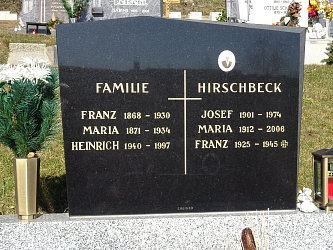 FAMILIE HIRSCHBECK
FRANZ 1868 - 1930
MARIA 1871 - 1934
HEINRICH 1940 - 1997
JOSEF 1901 - 1974
MARIA 1912 - 2006
FRANZ 1925 - 1945